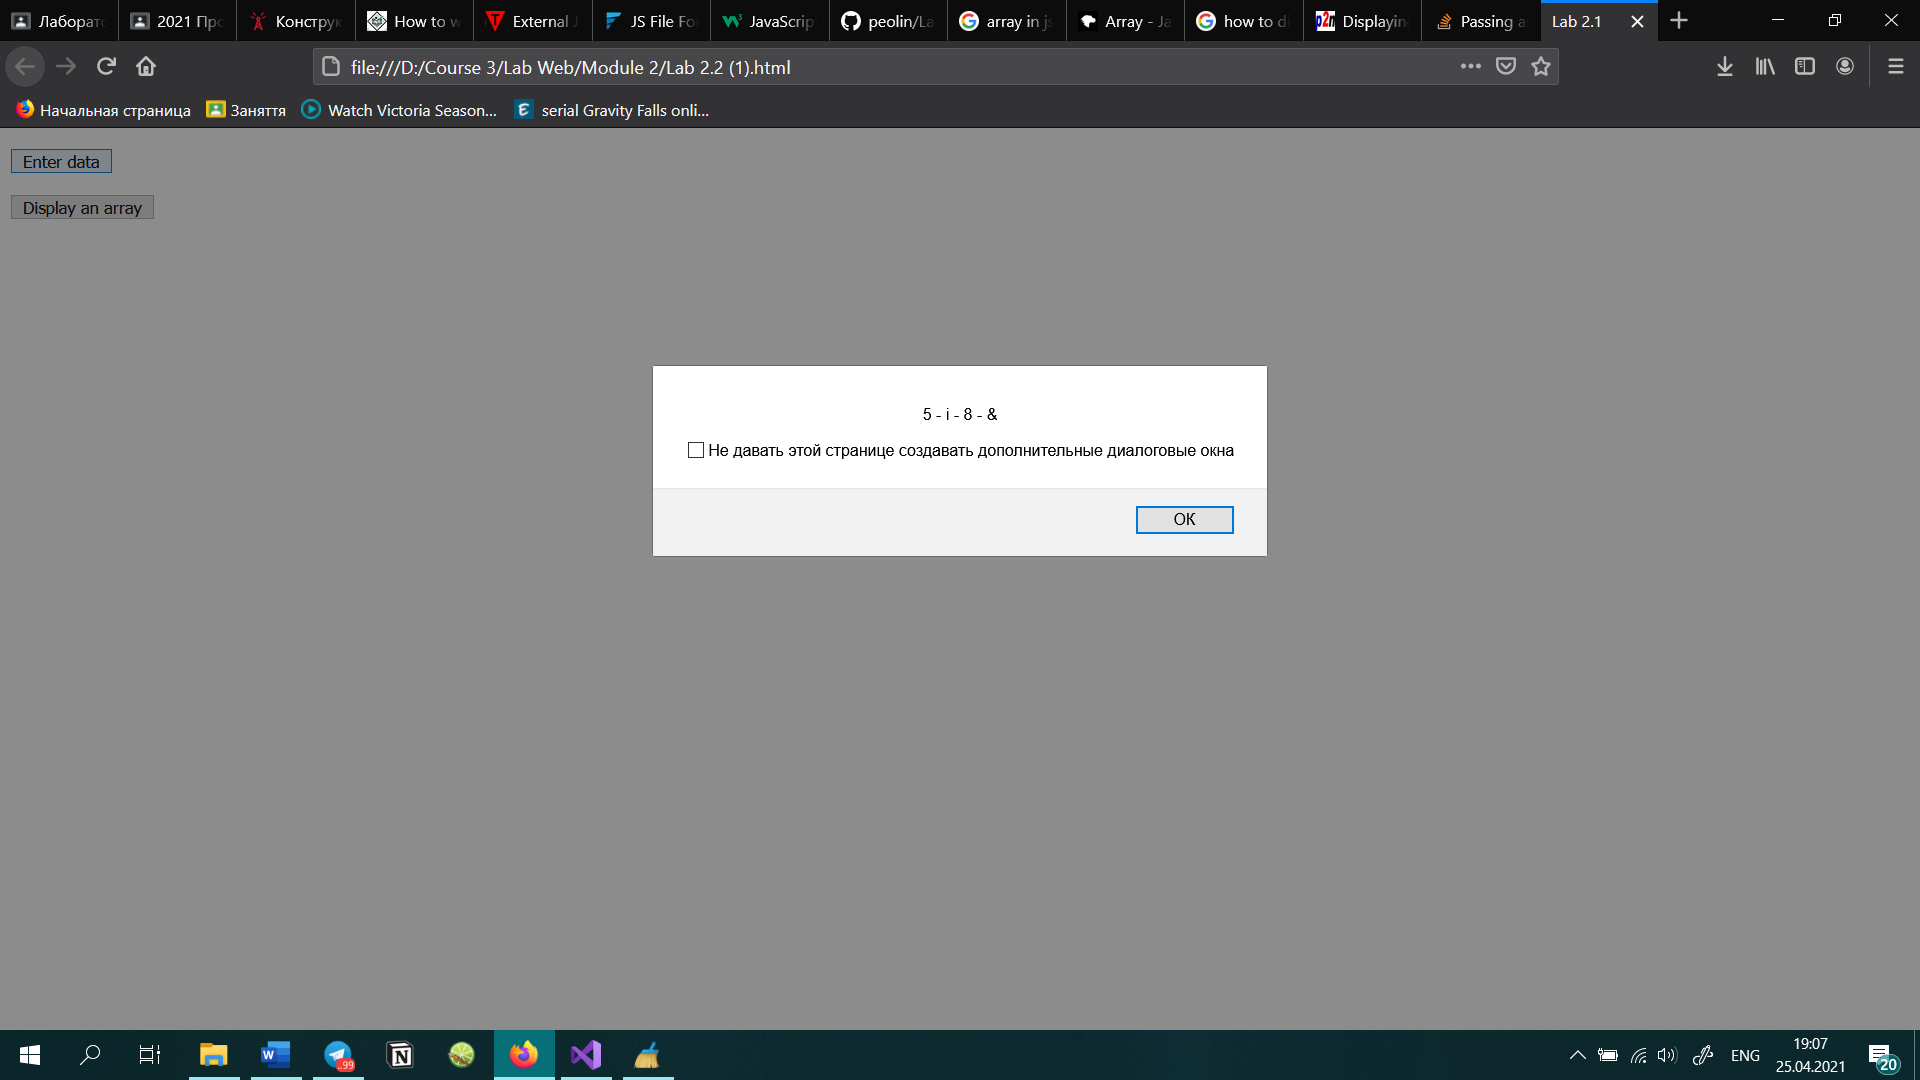 Лаборато
2021 Про
Конструк
How to w
External J
JS File Fo
JavaScrip
peolin/La
array in js
Array - Ja
how to di
Displaying
Passing a
Lab 2.1
file:///D:/Course 3/Lab Web/Module 2/Lab 2.2 (1).html
Начальная страница
Заняття
Watch Victoria Season...
serial Gravity Falls onli...
Enter data
Display an array
5 - i - 8 - &
Не давать этой странице создавать дополнительные диалоговые окна
ОК
..99
ENG
19:07
25.04.2021
20